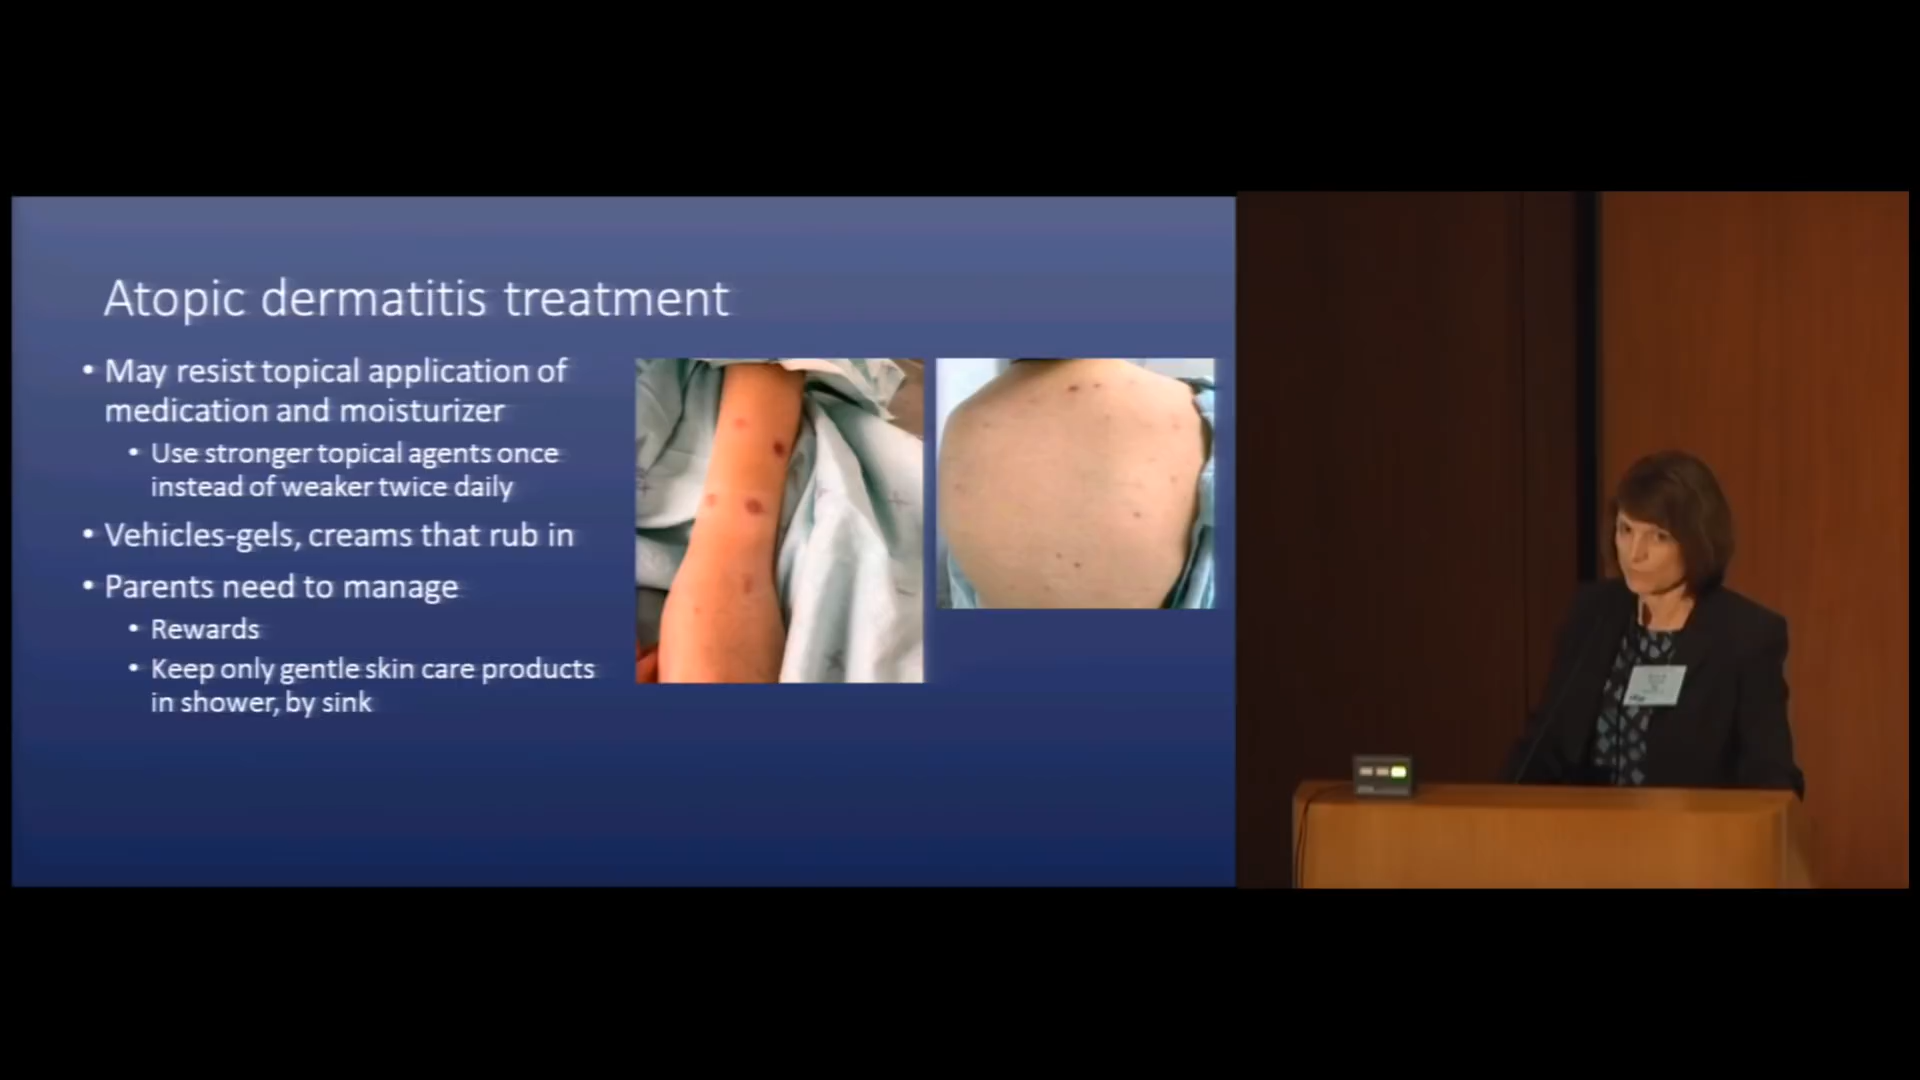 Atopic dermatitis treatment
• May resist topical application of
medication and moisturizer
• Use stronger topical agents once
instead of weaker twice daily
• Vehicles-gels, creams that rub in
• Parents need to manage
• Rewards
• Keep only gentle skin care products
in shower, by sink